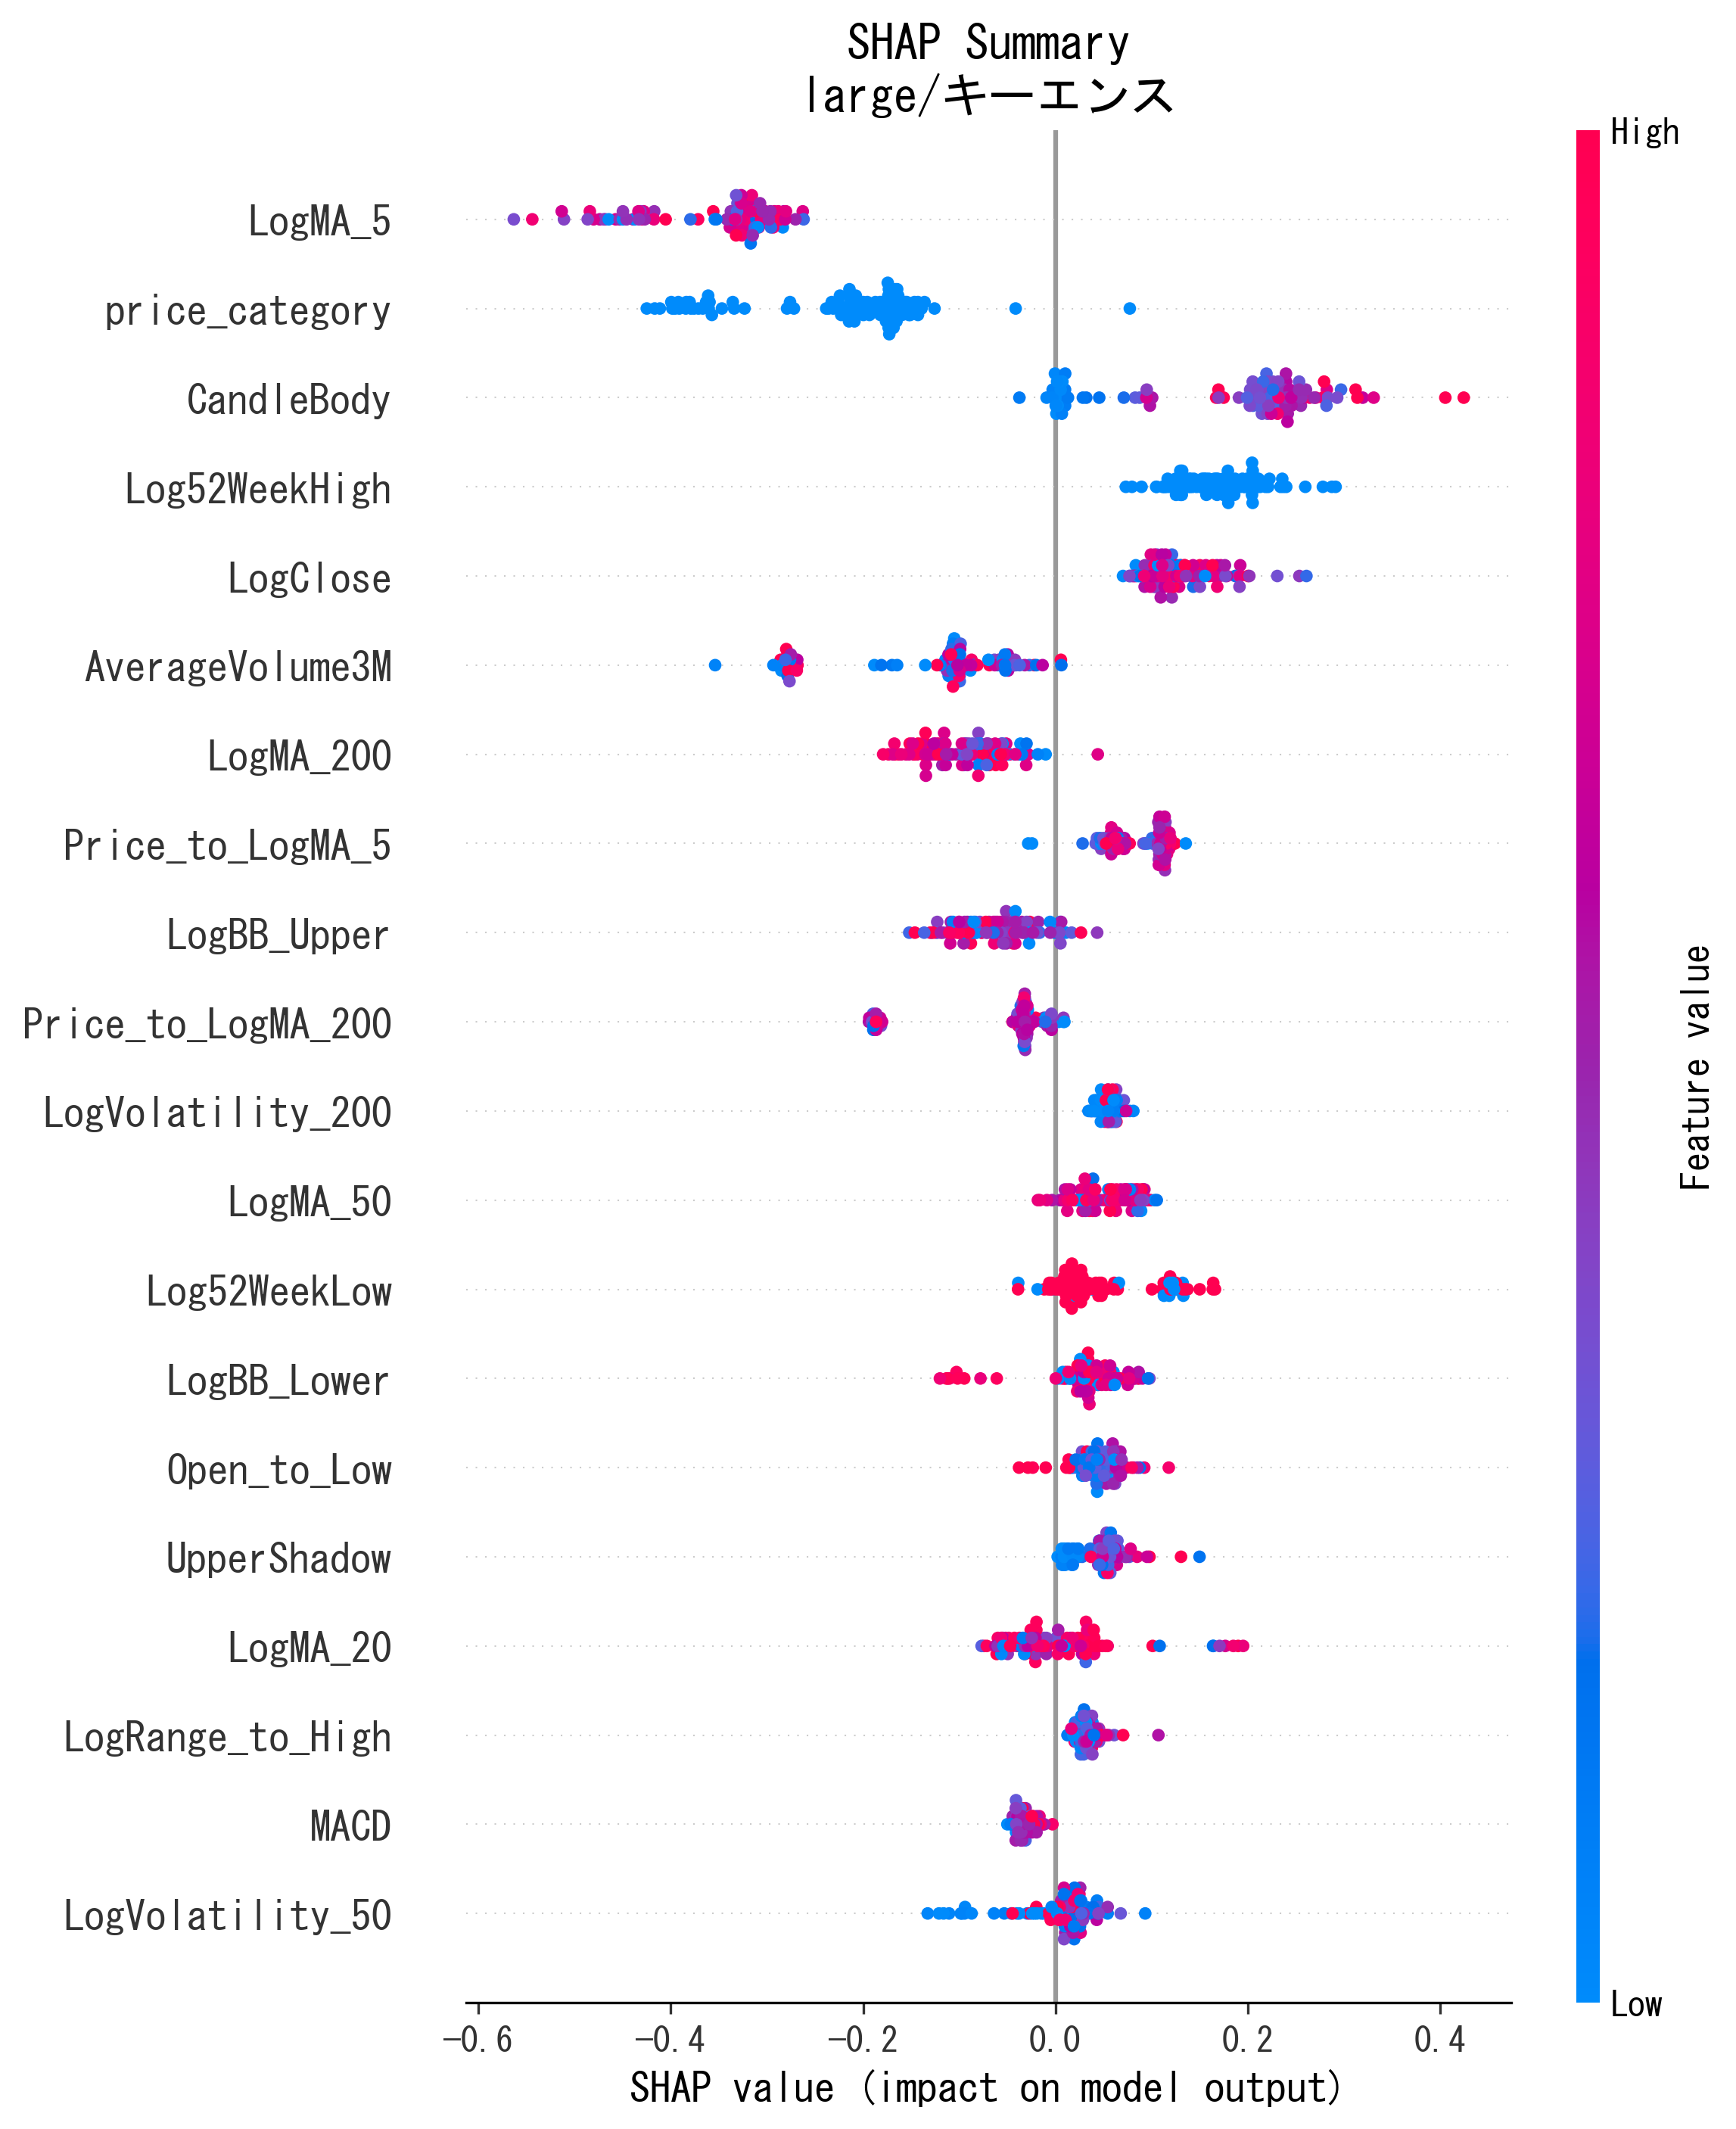 SHAP Summary
large/キーエンス
High
LogMA_5
price_category
CandleBody
Log52WeekHigh
LogClose
AverageVolume3M
LogMA_200
Price_to_LogMA_5
LogBB_Upper
Price_to_LogMA_200
LogVolatility_200
LogMA_50
Log52WeekLow
LogBB_Lower
Open_to_Low
UpperShadow
LogMA_20
LogRange_to_High
MACD
LogVolatility_50
Feature value
Low
−0.6 −0.4 −0.2 0.0 0.2 0.4
SHAP value (impact on model output)